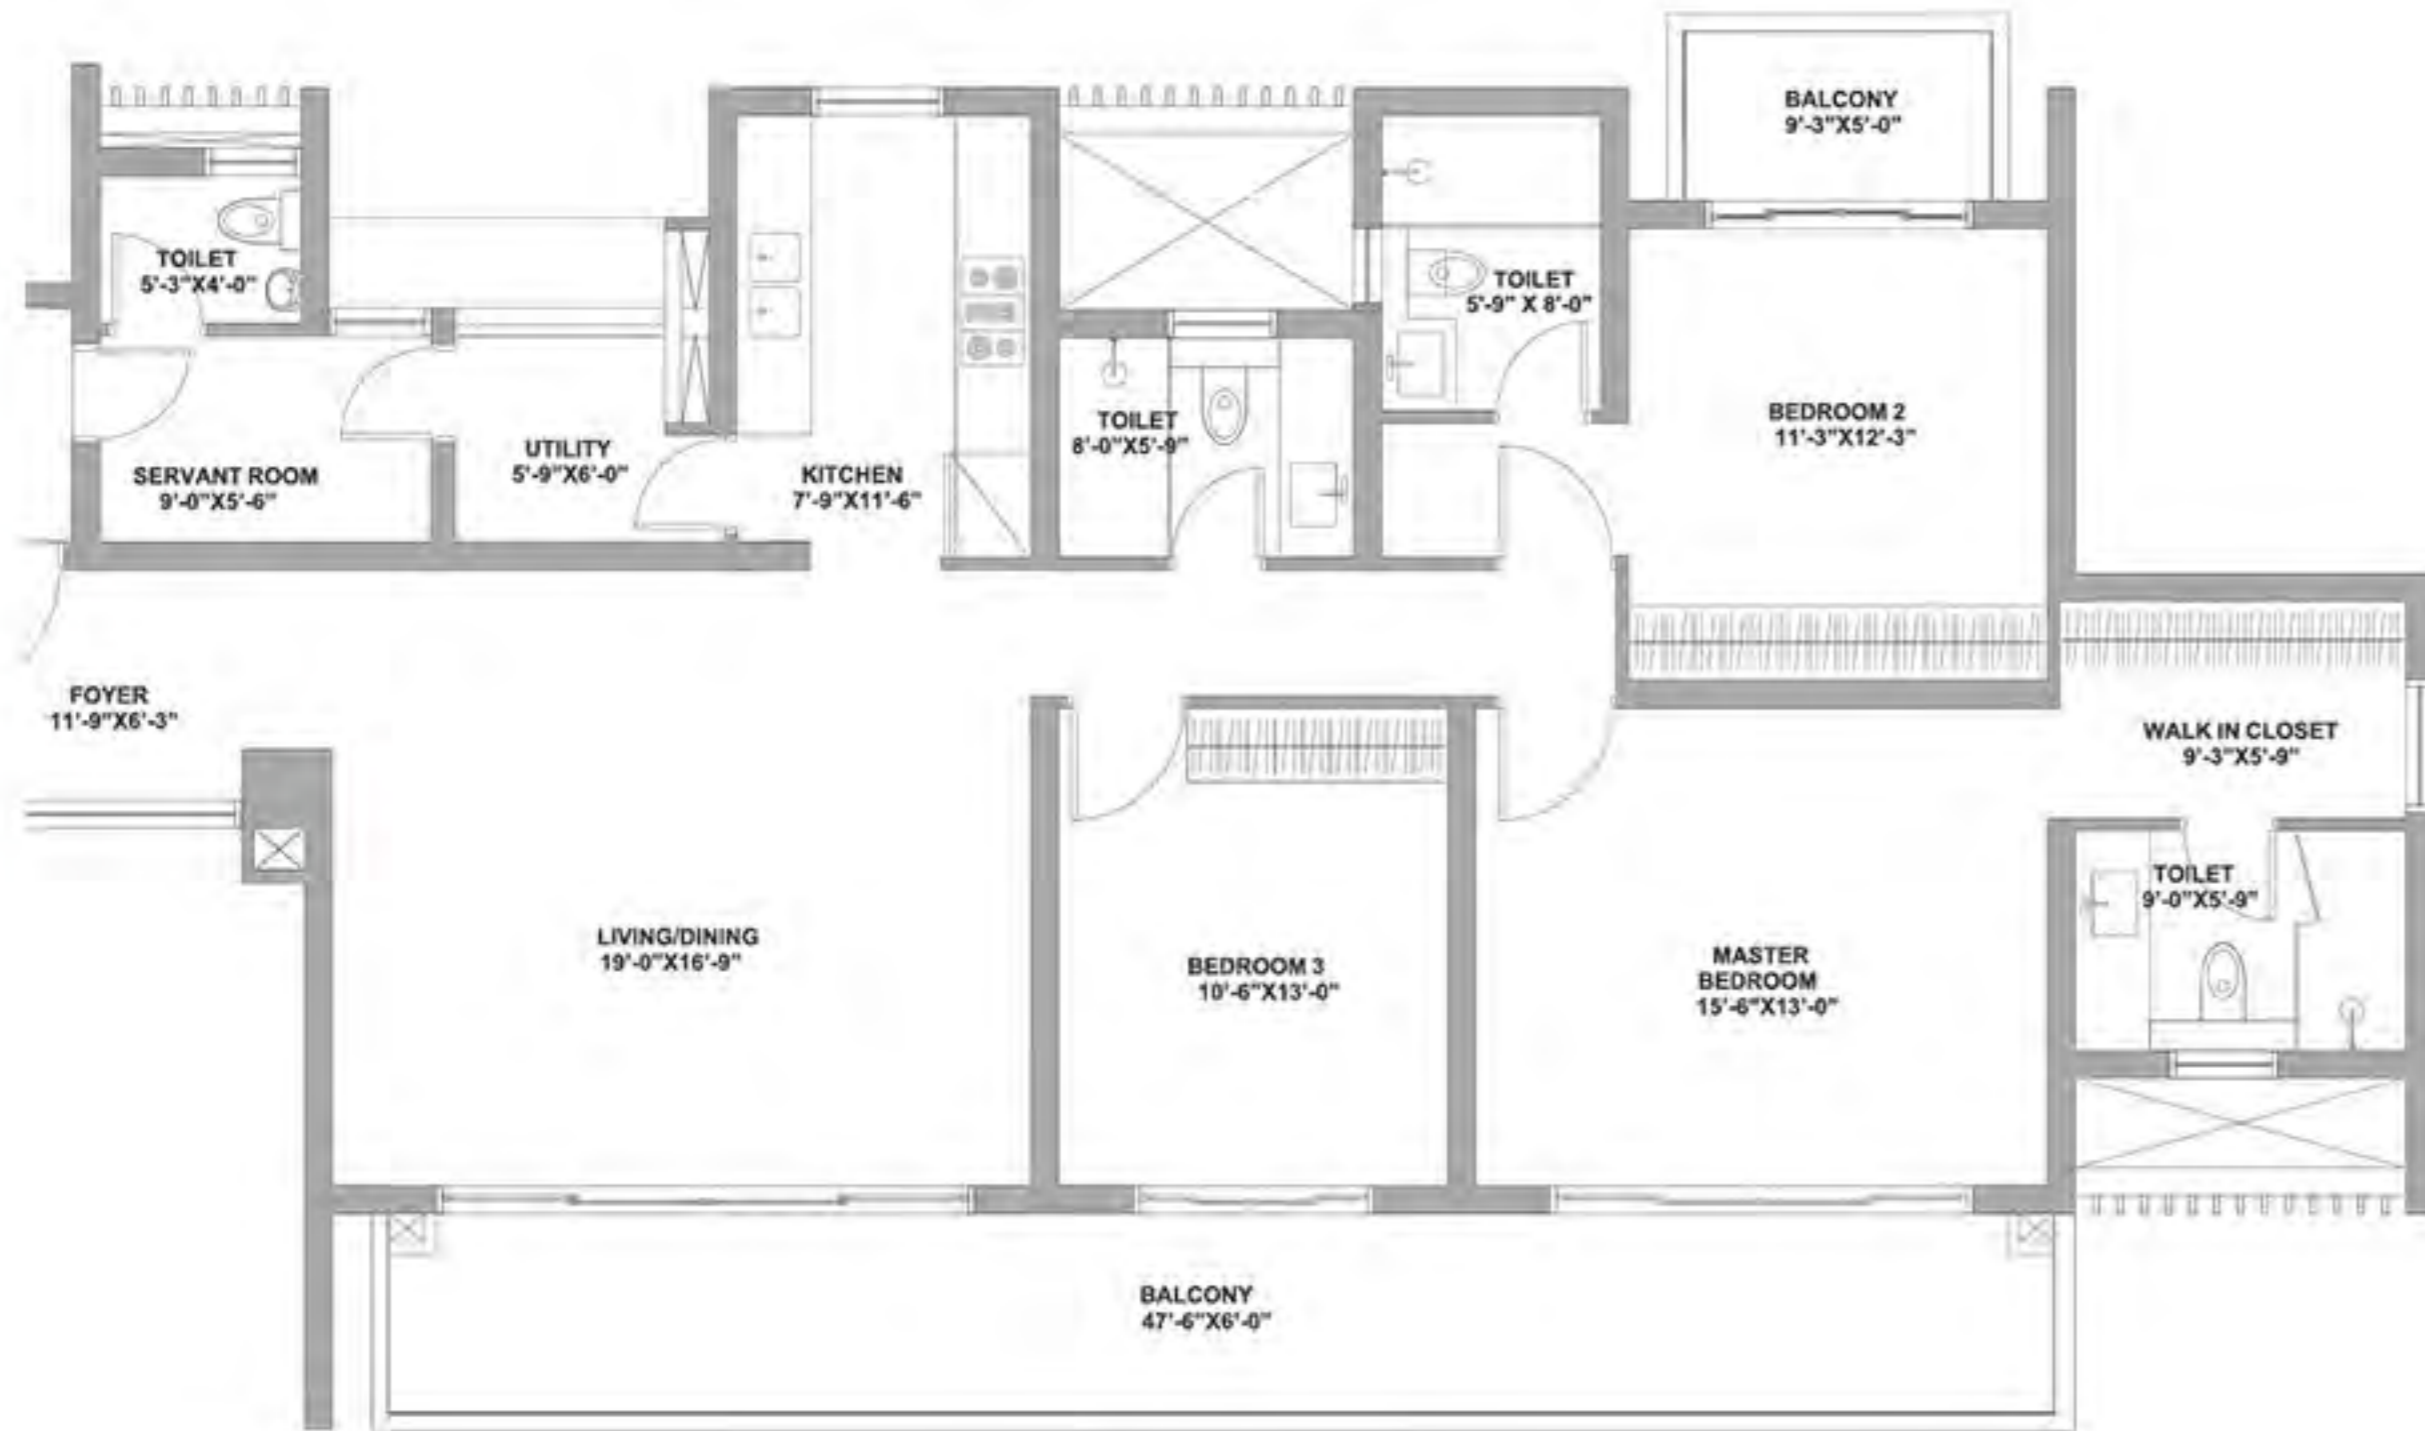 BALCONY
9'-3"X5'-0"
TOILET
5'-3"X4'-0"
TOILET
5'-9" X 8'-0"
BEDROOM 2
11'-3"X12'-3"
TOILET
8'-0"X5'-9"
UTILITY
5'-9"X6'-0"
SERVANT ROOM
9'-0"X5'-6"
KITCHEN
7'-9"X11'-6"
FOYER
11'-9"X6'-3"
WALK IN CLOSET
9'-3"X5'-9"
TOILET
9'-0"X5'-9"
LIVING/DINING
19'-0"X16'-9"
BEDROOM 3
10'-6"X13'-0"
MASTER
BEDROOM
15'-6"X13'-0"
BALCONY
47'-6"X6'-0"